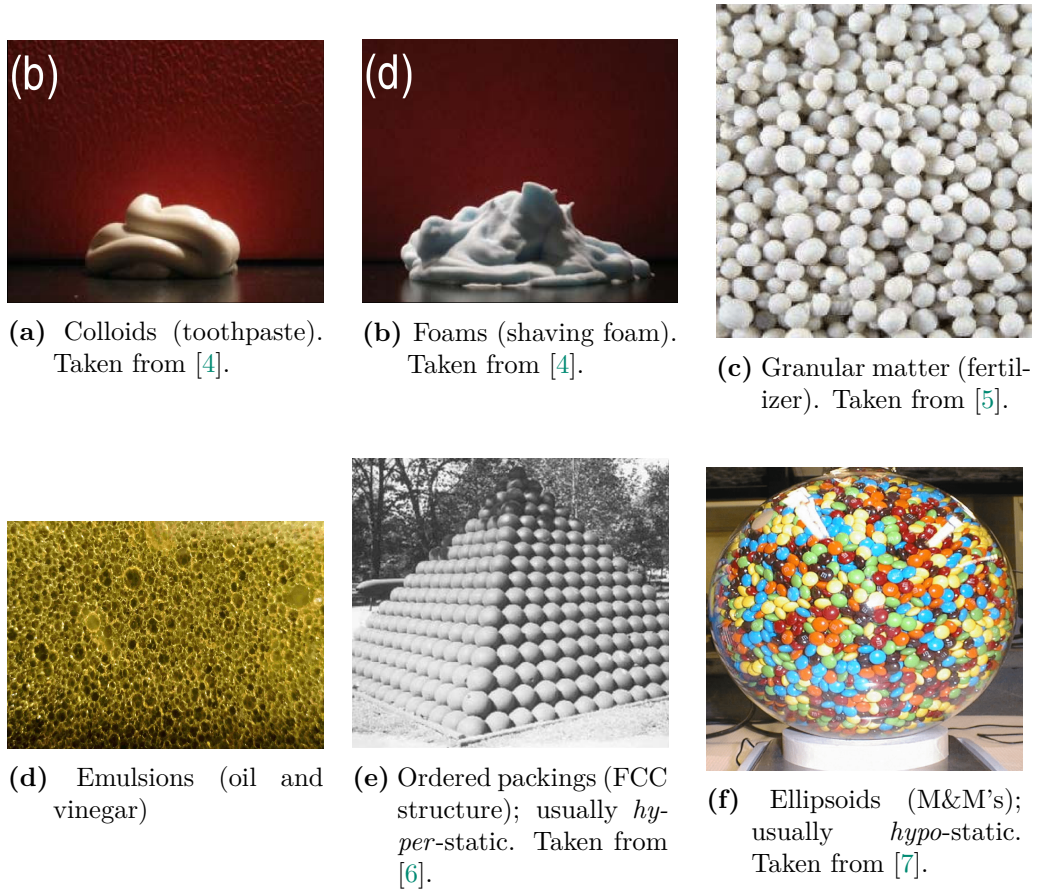 (b)
(d)
(a) Colloids (toothpaste).
Taken from [4].
(b) Foams (shaving foam).
Taken from [4].
(c) Granular matter (fertil-
izer). Taken from [5].
(d) Emulsions (oil and
vinegar)
(e) Ordered packings (FCC
structure); usually hy-
per-static. Taken from
[6].
(f) Ellipsoids (M&M's);
usually hypo-static.
Taken from [7].